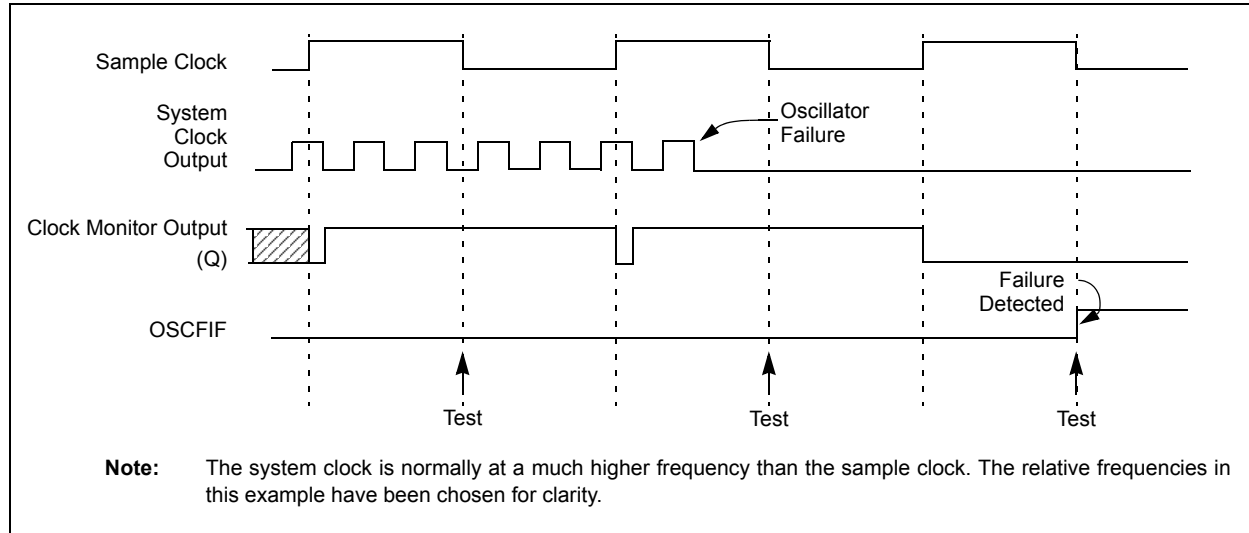 Sample Clock
System
Clock
Output
Oscillator
Failure
Clock Monitor Output
(Q)
Failure
Detected
OSCFIF
Test
Test
Test
Note: The system clock is normally at a much higher frequency than the sample clock. The relative frequencies in
this example have been chosen for clarity.